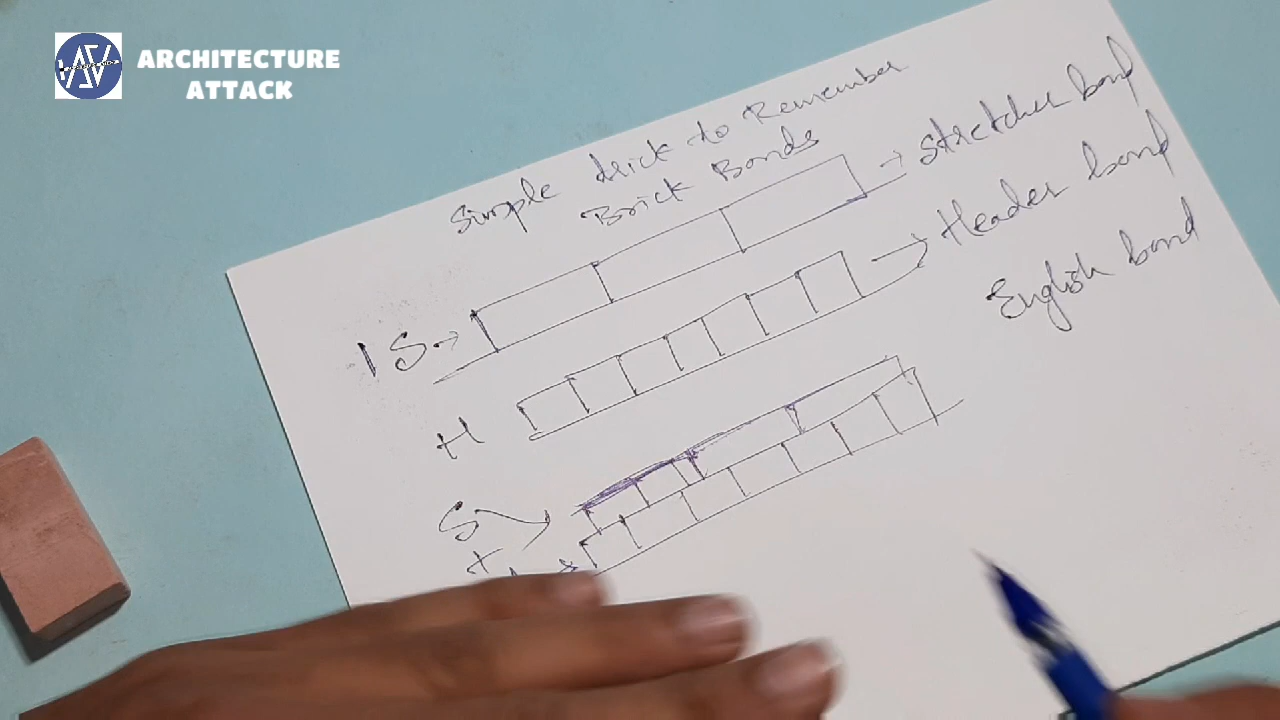 ARCHITECTURE
ATTACK
Simple trick to Remember
Brick Bonds
1 S → → Stretcher bond
H → Header bond
English bond
S
+